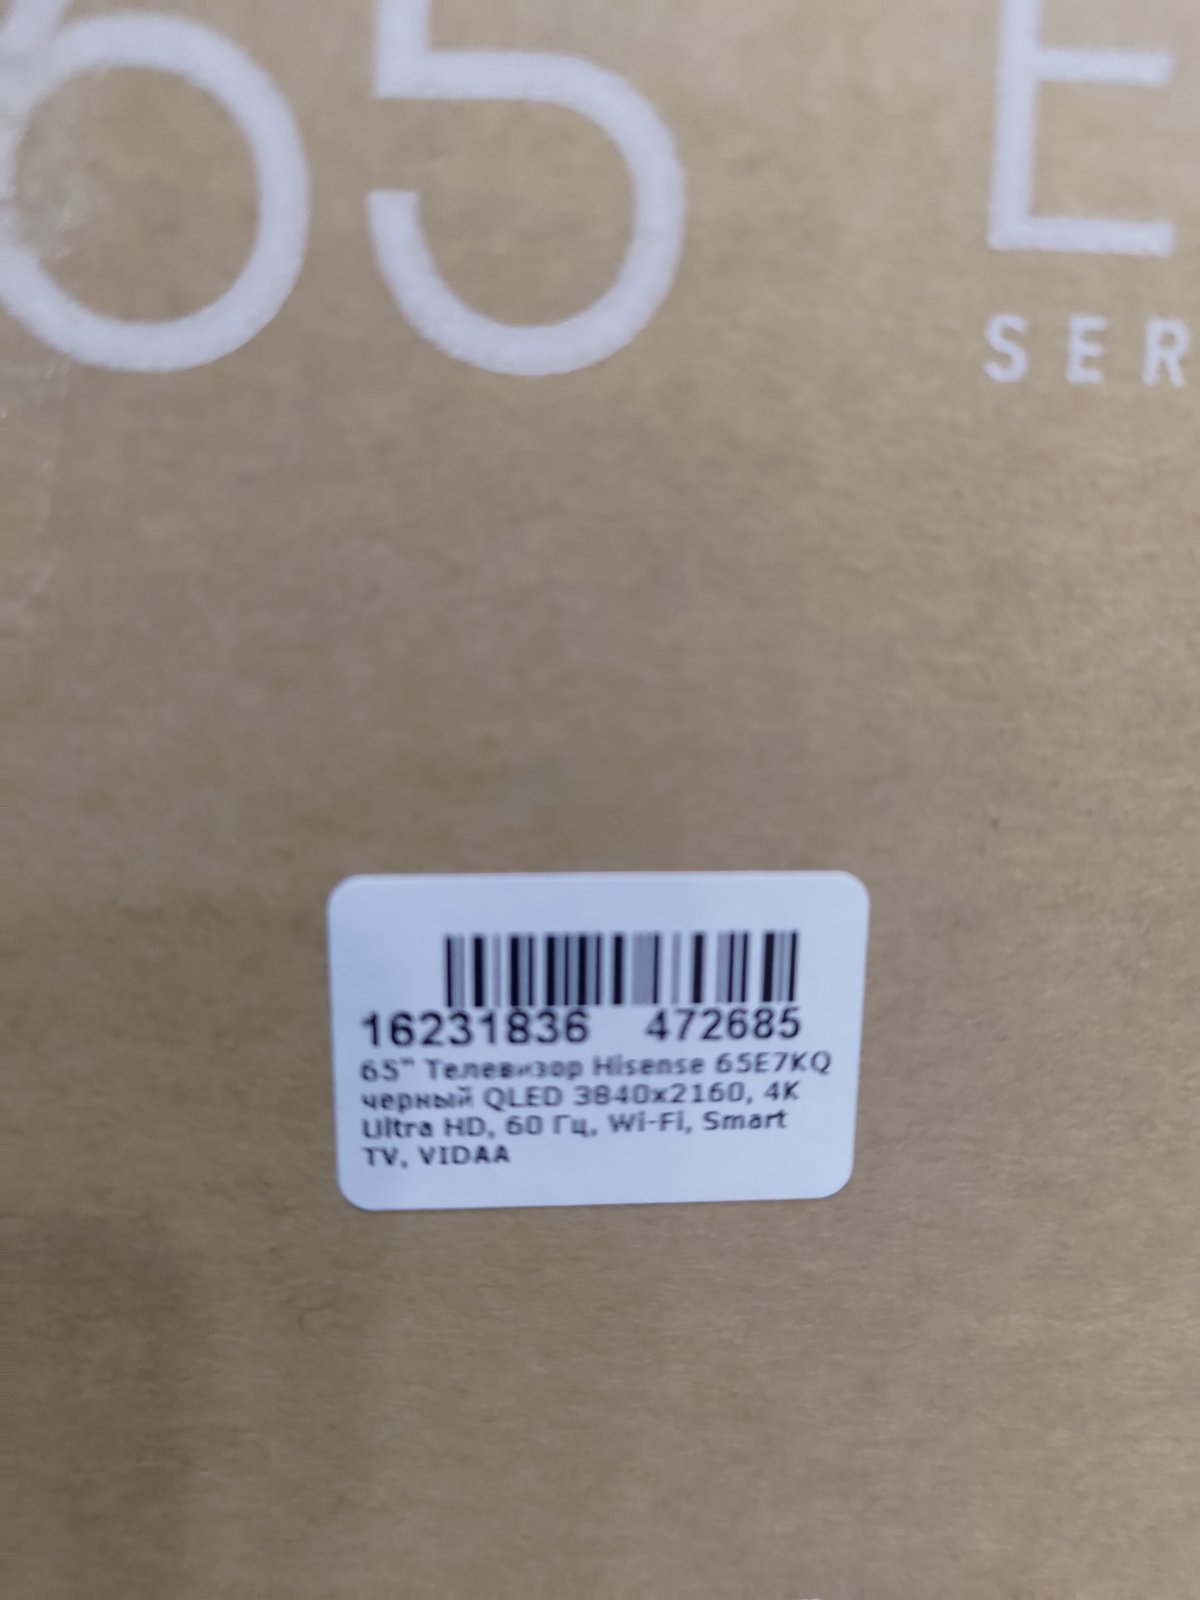 65 E
SER
16231836 472685
65" Телевизор Hisense 65E7KQ
черный QLED 3840x2160, 4K
Ultra HD, 60 Гц, Wi-Fi, Smart
TV, VIDAA